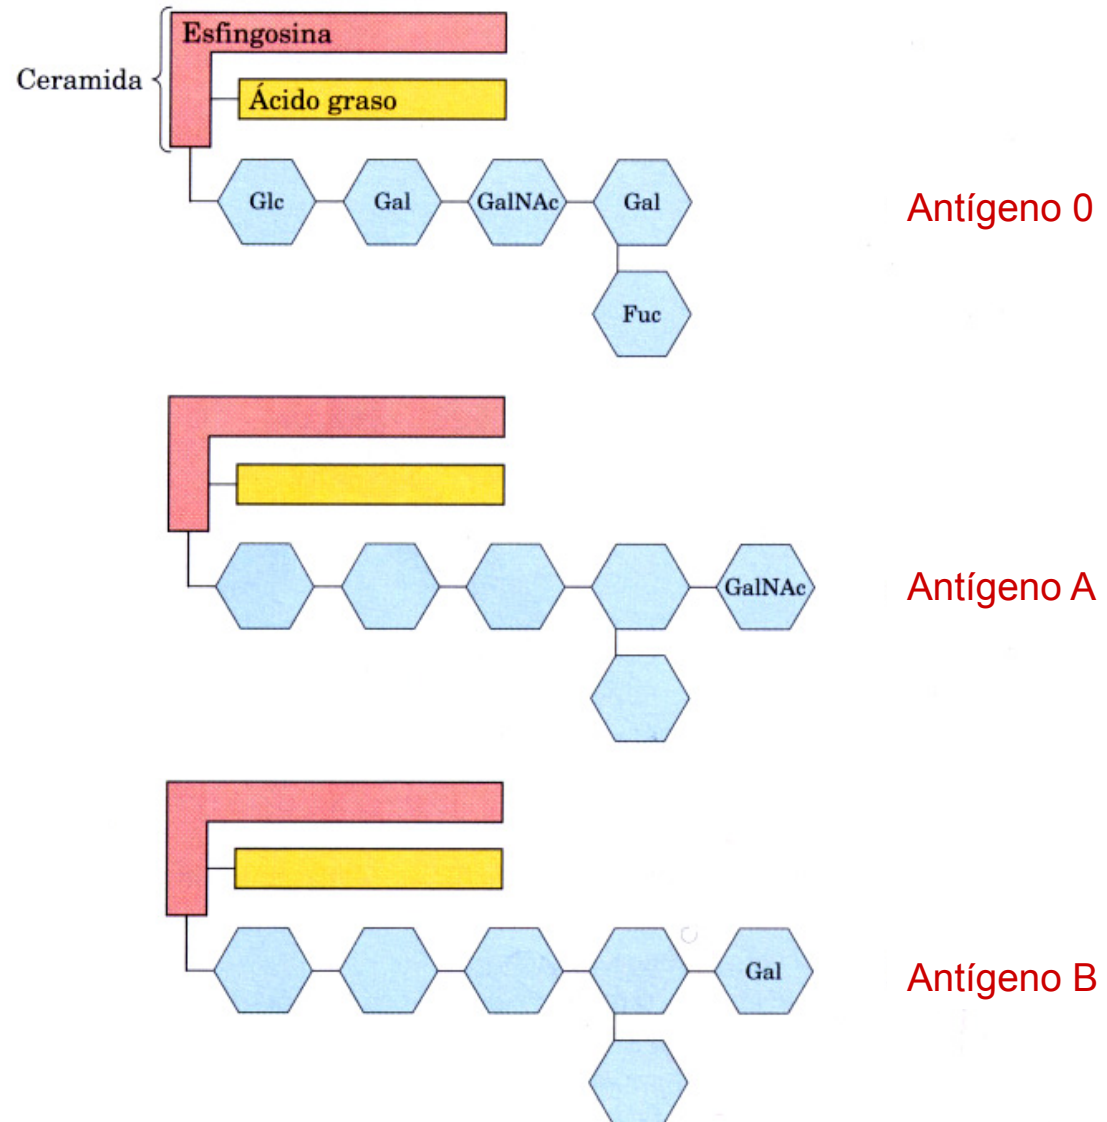 Esfingosina
Ceramida
Ácido graso
Glc Gal GalNAc Gal
Antígeno 0
Fuc
GalNAc
Antígeno A
Gal
Antígeno B